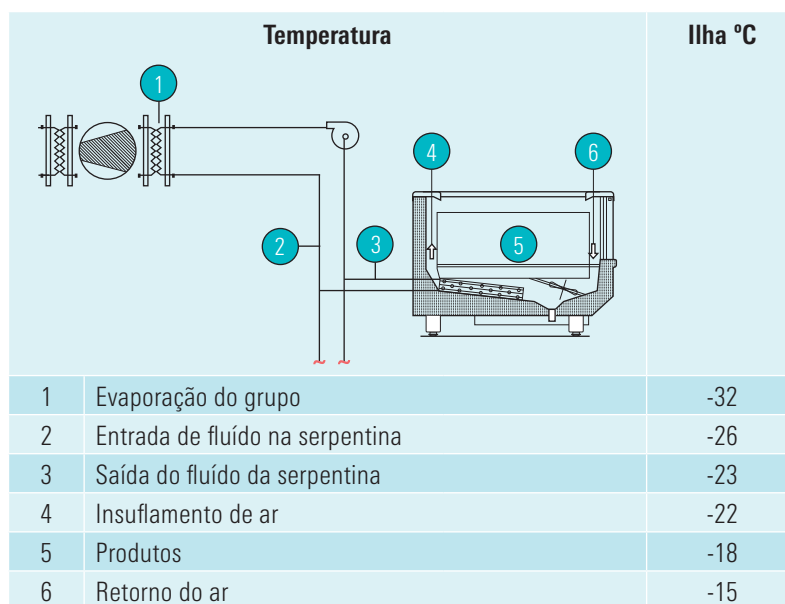 Temperatura Ilha ºC
1
4 6
2 3 5
1 Evaporação do grupo -32
2 Entrada de fluído na serpentina -26
3 Saída do fluído da serpentina -23
4 Insuflamento de ar -22
5 Produtos -18
6 Retorno do ar -15